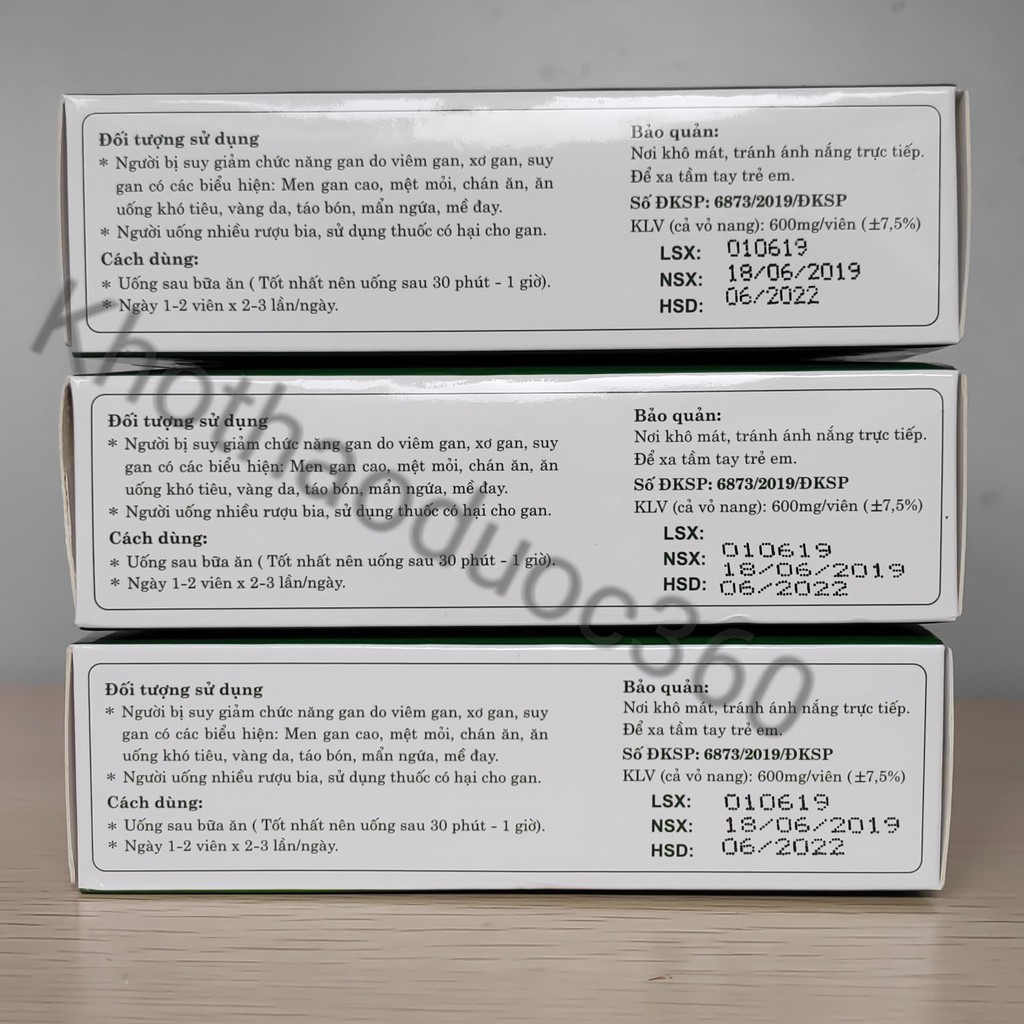 Đối tượng sử dụng
* Người bị suy giảm chức năng gan do viêm gan, xơ gan, suy
gan có các biểu hiện: Men gan cao, mệt mỏi, chán ăn, ăn
uống khó tiêu, vàng da, táo bón, mẩn ngứa, mề đay.
* Người uống nhiều rượu bia, sử dụng thuốc có hại cho gan.
Cách dùng:
* Uống sau bữa ăn ( Tốt nhất nên uống sau 30 phút - 1 giờ).
* Ngày 1-2 viên x 2-3 lần/ngày.
Bảo quản:
Nơi khô mát, tránh ánh nắng trực tiếp.
Để xa tầm tay trẻ em.
Số ĐKSP: 6873/2019/ĐKSP
KLV (cả vỏ nang): 600mg/viên (±7,5%)
LSX: 010619
NSX: 18/06/2019
HSD: 06/2022
Đối tượng sử dụng
* Người bị suy giảm chức năng gan do viêm gan, xơ gan, suy
gan có các biểu hiện: Men gan cao, mệt mỏi, chán ăn, ăn
uống khó tiêu, vàng da, táo bón, mẩn ngứa, mề đay.
* Người uống nhiều rượu bia, sử dụng thuốc có hại cho gan.
Cách dùng:
* Uống sau bữa ăn ( Tốt nhất nên uống sau 30 phút - 1 giờ).
* Ngày 1-2 viên x 2-3 lần/ngày.
Bảo quản:
Nơi khô mát, tránh ánh nắng trực tiếp.
Để xa tầm tay trẻ em.
Số ĐKSP: 6873/2019/ĐKSP
KLV (cả vỏ nang): 600mg/viên (±7,5%)
LSX: 010619
NSX: 18/06/2019
HSD: 06/2022
Đối tượng sử dụng
* Người bị suy giảm chức năng gan do viêm gan, xơ gan, suy
gan có các biểu hiện: Men gan cao, mệt mỏi, chán ăn, ăn
uống khó tiêu, vàng da, táo bón, mẩn ngứa, mề đay.
* Người uống nhiều rượu bia, sử dụng thuốc có hại cho gan.
Cách dùng:
* Uống sau bữa ăn ( Tốt nhất nên uống sau 30 phút - 1 giờ).
* Ngày 1-2 viên x 2-3 lần/ngày.
Bảo quản:
Nơi khô mát, tránh ánh nắng trực tiếp.
Để xa tầm tay trẻ em.
Số ĐKSP: 6873/2019/ĐKSP
KLV (cả vỏ nang): 600mg/viên (±7,5%)
LSX: 010619
NSX: 18/06/2019
HSD: 06/2022
Khothaoduoc360